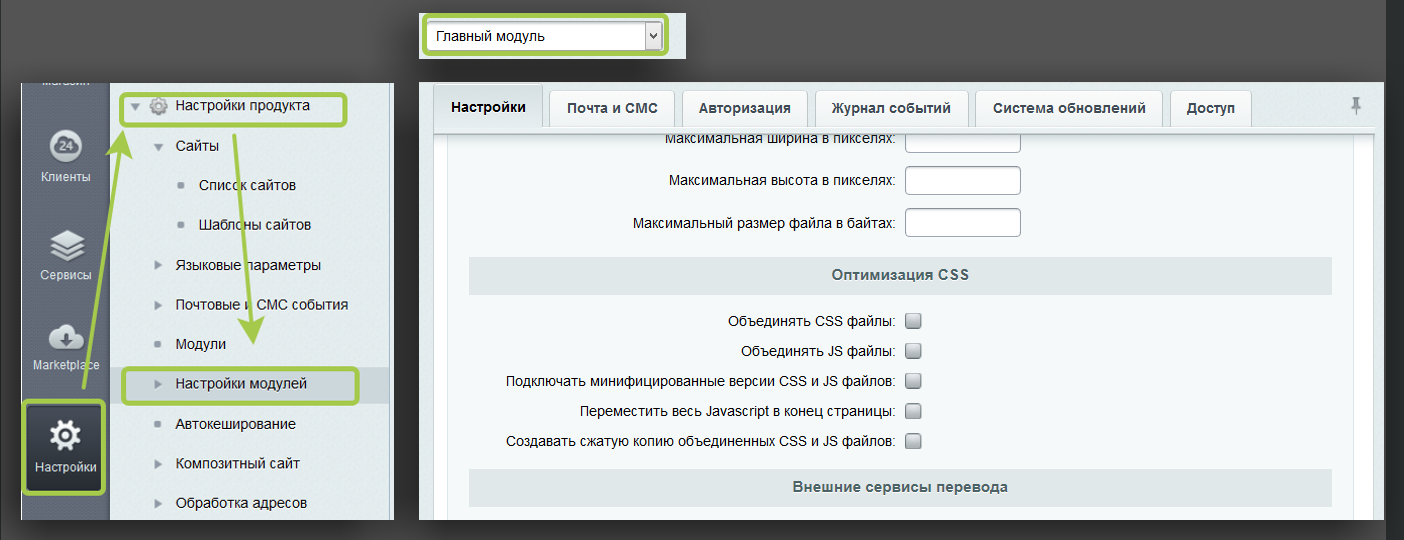 Главный модуль
Магазин
24
Клиенты
Сервисы
Marketplace
Настройки
Настройки продукта
Сайты
Список сайтов
Шаблоны сайтов
Языковые параметры
Почтовые и СМС события
Модули
Настройки модулей
Автокеширование
Композитный сайт
Обработка адресов
Настройки
Почта и СМС
Авторизация
Журнал событий
Система обновлений
Доступ
Максимальная ширина в пикселях:
Максимальная высота в пикселях:
Максимальный размер файла в байтах:
Оптимизация CSS
Объединять CSS файлы:
Объединять JS файлы:
Подключать минифицированные версии CSS и JS файлов:
Переместить весь Javascript в конец страницы:
Создавать сжатую копию объединенных CSS и JS файлов:
Внешние сервисы перевода